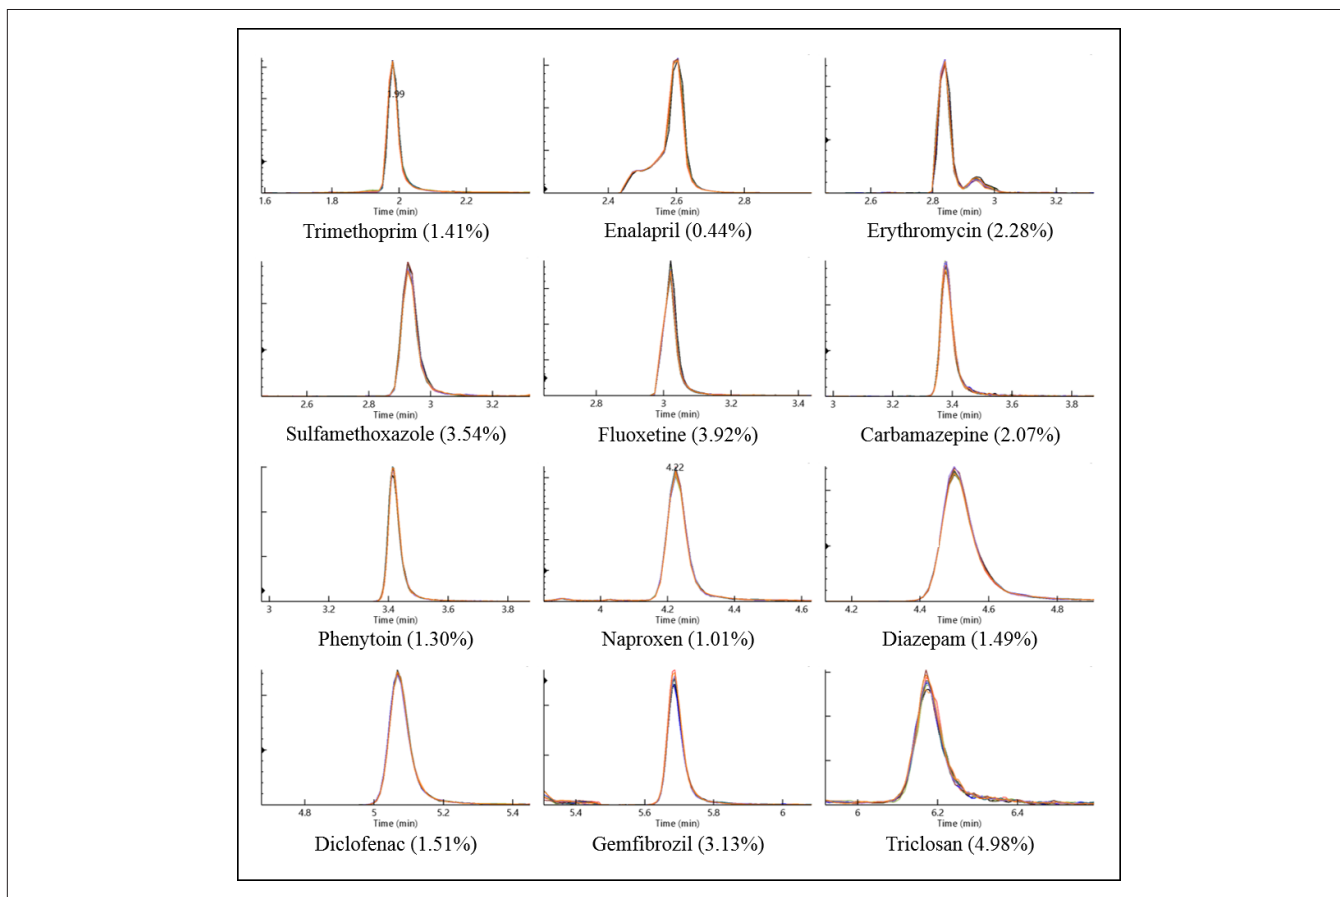 1.99
1.6 1.8 2 2.2
Time (min)
Trimethoprim (1.41%)
2.4 2.6 2.8
Time (min)
Enalapril (0.44%)
2.6 2.8 3 3.2
Time (min)
Erythromycin (2.28%)
2.6 2.8 3 3.2
Time (min)
Sulfamethoxazole (3.54%)
2.8 3 3.2 3.4
Time (min)
Fluoxetine (3.92%)
3 3.2 3.4 3.6 3.8
Time (min)
Carbamazepine (2.07%)
3 3.2 3.4 3.6 3.8
Time (min)
Phenytoin (1.30%)
4.22
4 4.2 4.4 4.6
Time (min)
Naproxen (1.01%)
4.2 4.4 4.6 4.8
Time (min)
Diazepam (1.49%)
4.8 5 5.2 5.4
Time (min)
Diclofenac (1.51%)
5.4 5.6 5.8 6
Time (min)
Gemfibrozil (3.13%)
6 6.2 6.4
Time (min)
Triclosan (4.98%)